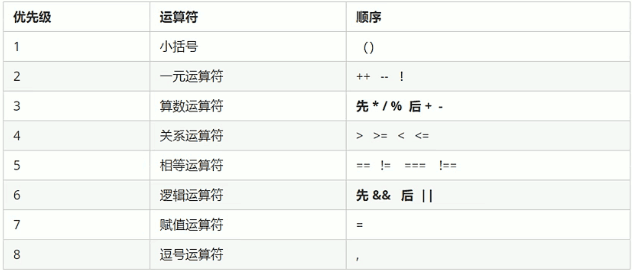 优先级 运算符 顺序
1 小括号 ()
2 一元运算符 ++ -- !
3 算数运算符 先 * / % 后 + -
4 关系运算符 > >= < <=
5 相等运算符 == != === !==
6 逻辑运算符 先 && 后 ||
7 赋值运算符 =
8 逗号运算符 ,